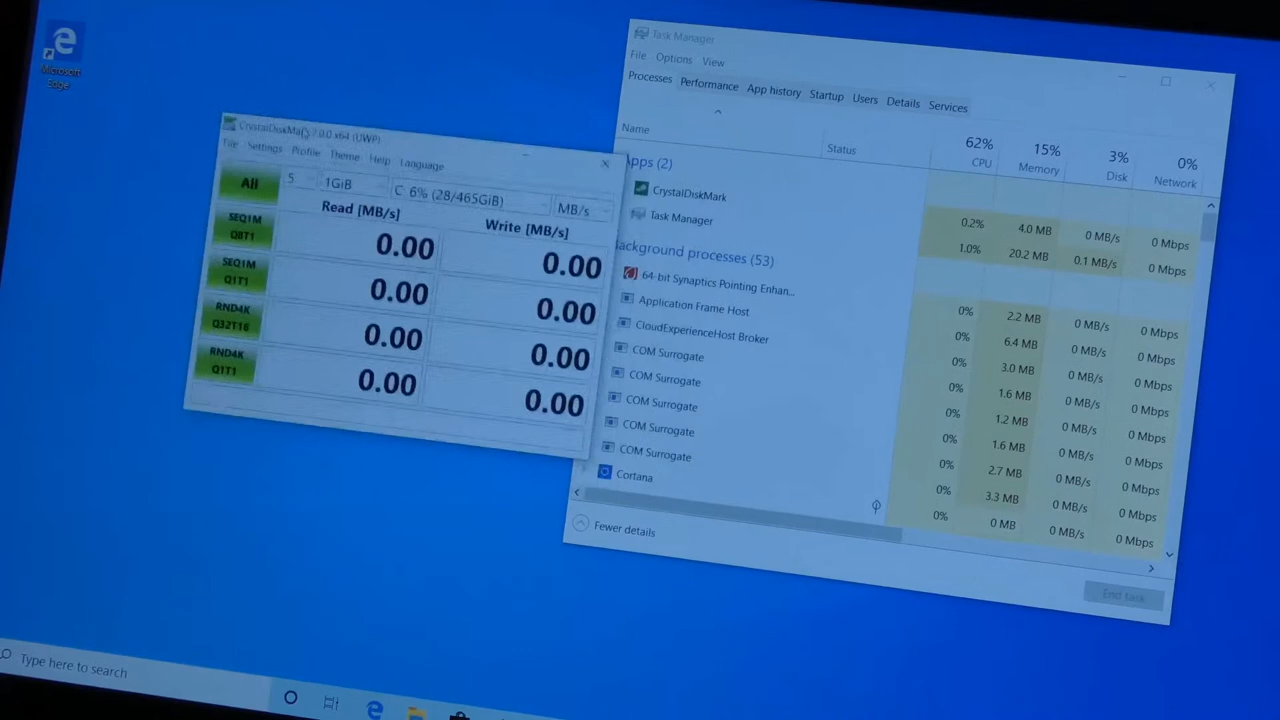 Microsoft
Edge
CrystalDiskMark 7.0.0 x64 (UWP)
File Settings Profile Theme Help Language
All 5 1GiB C: 6% (28/465GiB) MB/s
Read [MB/s] Write [MB/s]
SEQ1M
Q8T1
0.00 0.00
SEQ1M
Q1T1
0.00 0.00
RND4K
Q32T16
0.00 0.00
RND4K
Q1T1
0.00 0.00
Task Manager
File Options View
Processes Performance App history Startup Users Details Services
62% 15% 3% 0%
Name Status CPU Memory Disk Network
Apps (2)
CrystalDiskMark 0.2% 4.0 MB 0 MB/s 0 Mbps
Task Manager 1.0% 20.2 MB 0.1 MB/s 0 Mbps
ackground processes (53)
64-bit Synaptics Pointing Enhan... 0% 2.2 MB 0 MB/s 0 Mbps
Application Frame Host 0% 6.4 MB 0 MB/s 0 Mbps
CloudExperienceHost Broker 0% 3.0 MB 0 MB/s 0 Mbps
COM Surrogate 0% 1.6 MB 0 MB/s 0 Mbps
COM Surrogate 0% 1.2 MB 0 MB/s 0 Mbps
COM Surrogate 0% 1.6 MB 0 MB/s 0 Mbps
COM Surrogate 0% 2.7 MB 0 MB/s 0 Mbps
COM Surrogate 0% 3.3 MB 0 MB/s 0 Mbps
Cortana 0% 0 MB 0 MB/s 0 Mbps
Fewer details
End task
Type here to search